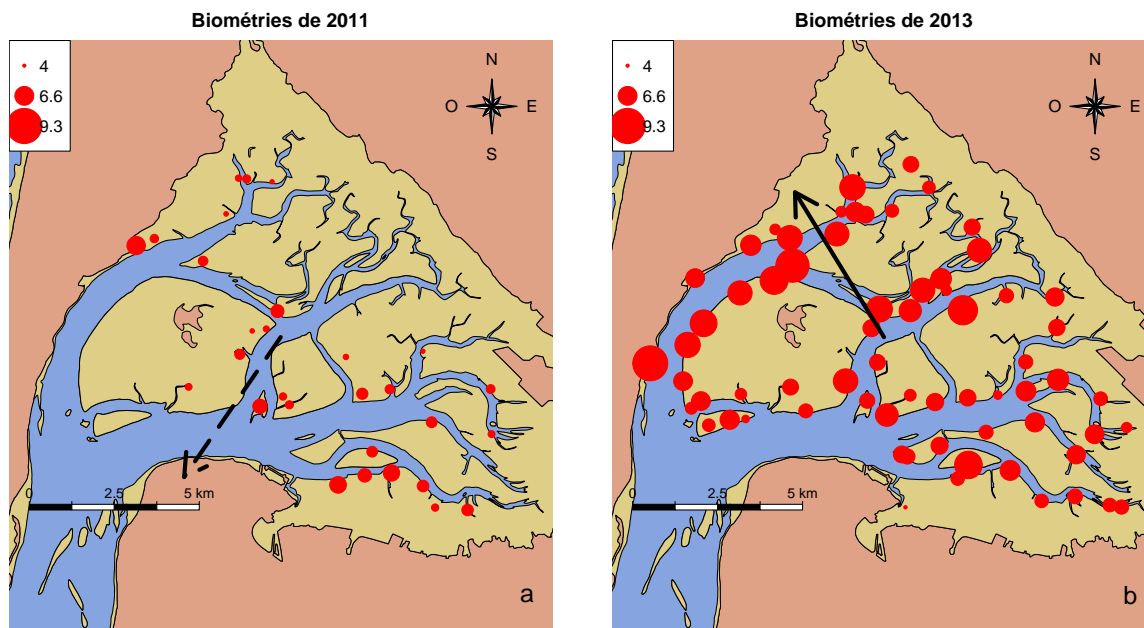 Biométries de 2011
4
6.6
9.3
N
O E
S
0 2.5 5 km
a
Biométries de 2013
4
6.6
9.3
N
O E
S
0 2.5 5 km
b